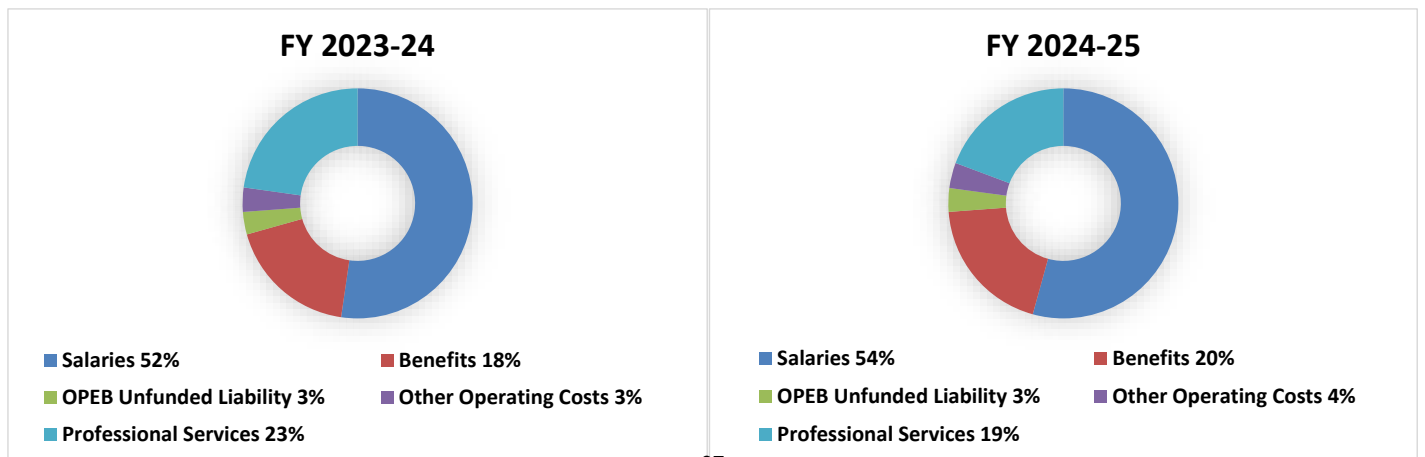 FY 2023-24
Salaries 52%
Benefits 18%
OPEB Unfunded Liability 3%
Other Operating Costs 3%
Professional Services 23%
FY 2024-25
Salaries 54%
Benefits 20%
OPEB Unfunded Liability 3%
Other Operating Costs 4%
Professional Services 19%